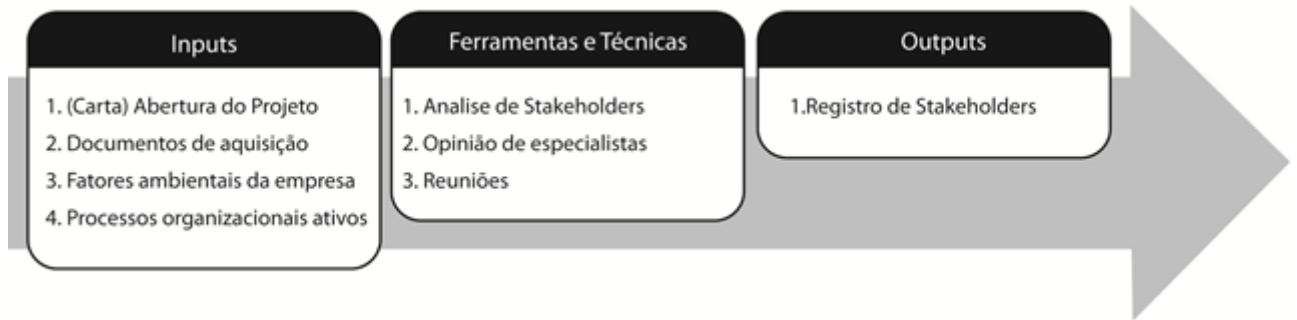 Inputs
1. (Carta) Abertura do Projeto
2. Documentos de aquisição
3. Fatores ambientais da empresa
4. Processos organizacionais ativos
Ferramentas e Técnicas
1. Analise de Stakeholders
2. Opinião de especialistas
3. Reuniões
Outputs
1.Registro de Stakeholders